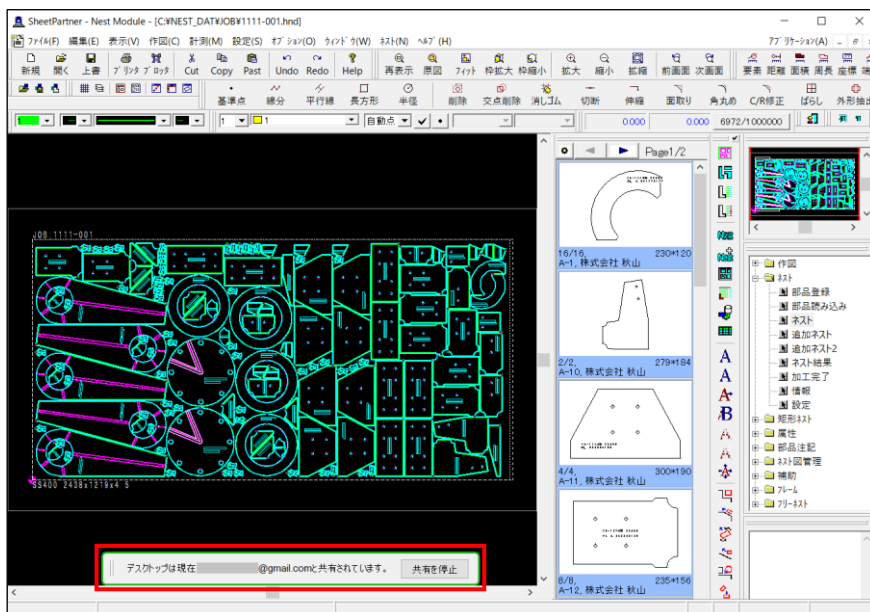 SheetPartner - Nest Module - [C:¥NEST_DAT¥JOB¥1111-001.hnd]
ファイル(F) 編集(E) 表示(V) 作図(C) 計測(M) 設定(S) オプション(O) ウィンドウ(W) ネスト(N) ヘルプ(H) アプリケーション(A)
新規 開く 上書 プリンタ プロッタ Cut Copy Past Undo Redo Help 再表示 原図 フィット 枠拡大 枠縮小 拡大 縮小 拡縮 前画面 次画面 要素 距離 面積 周長 座標
基準点 線分 平行線 長方形 半径 削除 交点削除 消しゴム 切断 伸縮 面取り 角丸め C/R修正 ばらし 外形抽出
1 1 1 自動点 0.000 0.000 6972/1000000
Page1/2
JOB 1111-001
SS400 2438x1219x4.5
16/16, 230*120
A-1, 株式会社 秋山
2/2, 279*184
A-10, 株式会社 秋山
4/4, 300*190
A-11, 株式会社 秋山
8/8, 235*156
A-12, 株式会社 秋山
Nest
Nest
A
A
A
B
A
A
A
作図
ネスト
部品登録
部品読み込み
ネスト
追加ネスト
追加ネスト2
ネスト結果
加工完了
情報
設定
矩形ネスト
属性
部品注記
ネスト図管理
補助
フレーム
フリーネスト
デスクトップは現在 @gmail.comと共有されています。 共有を停止